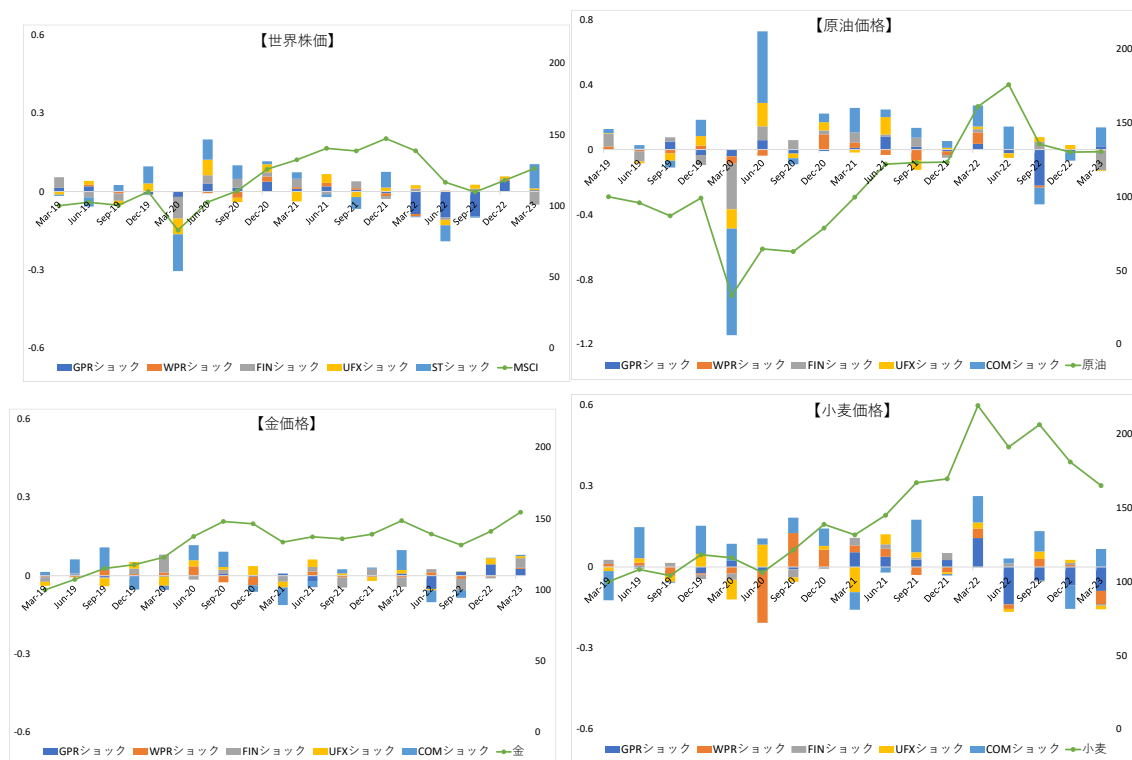 【世界株価】
0.6
0.3
0
-0.3
-0.6
200
150
100
50
0
Mar-19
Jun-19
Sep-19
Dec-19
Mar-20
Jun-20
Sep-20
Dec-20
Mar-21
Jun-21
Sep-21
Dec-21
Mar-22
Jun-22
Sep-22
Dec-22
Mar-23
GPRショック WPRショック FINショック UFXショック STショック MSCI
【原油価格】
0.8
0.4
0
-0.4
-0.8
-1.2
200
150
100
50
0
Mar-19
Jun-19
Sep-19
Dec-19
Mar-20
Jun-20
Sep-20
Dec-20
Mar-21
Jun-21
Sep-21
Dec-21
Mar-22
Jun-22
Sep-22
Dec-22
Mar-23
GPRショック WPRショック FINショック UFXショック COMショック 原油
【金価格】
0.6
0.3
0
-0.3
-0.6
200
150
100
50
0
Mar-19
Jun-19
Sep-19
Dec-19
Mar-20
Jun-20
Sep-20
Dec-20
Mar-21
Jun-21
Sep-21
Dec-21
Mar-22
Jun-22
Sep-22
Dec-22
Mar-23
GPRショック WPRショック FINショック UFXショック COMショック 金
【小麦価格】
0.6
0.3
0
-0.3
-0.6
200
150
100
50
0
Mar-19
Jun-19
Sep-19
Dec-19
Mar-20
Jun-20
Sep-20
Dec-20
Mar-21
Jun-21
Sep-21
Dec-21
Mar-22
Jun-22
Sep-22
Dec-22
Mar-23
GPRショック WPRショック FINショック UFXショック COMショック 小麦